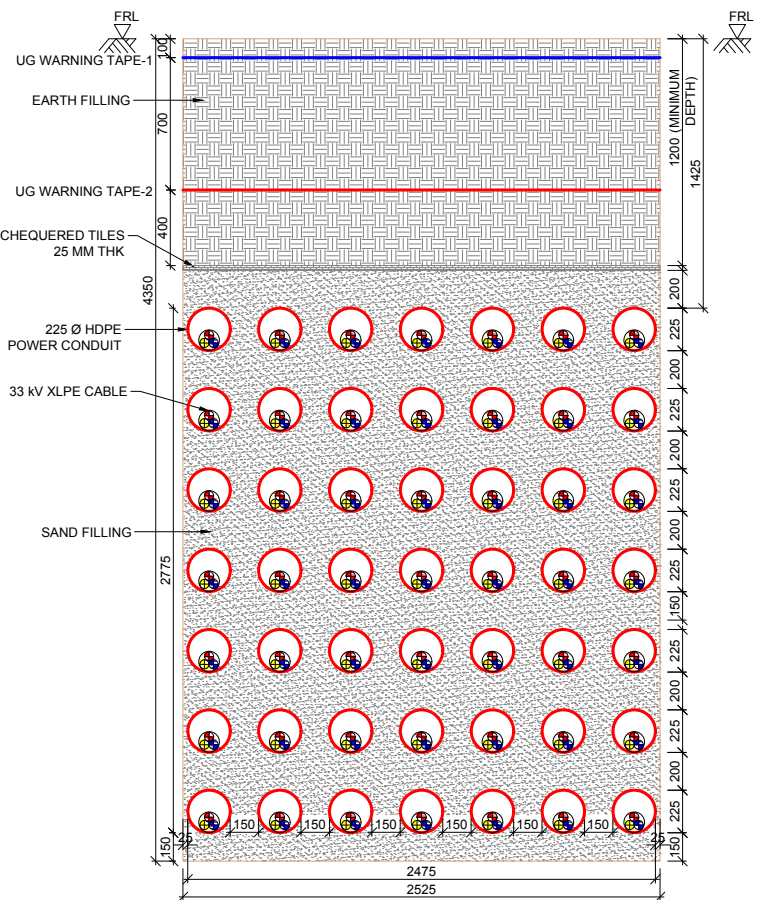 FRL
FRL
100
UG WARNING TAPE-1
EARTH FILLING
700
1200 (MINIMUM
DEPTH)
1425
UG WARNING TAPE-2
400
CHEQUERED TILES
25 MM THK
4350
200
225 Ø HDPE
POWER CONDUIT
225
200
33 kV XLPE CABLE
225
200
225
SAND FILLING
200
2775
225
150
225
200
225
200
225
150 150 150 150 150 150
25
25
150
150
2475
2525